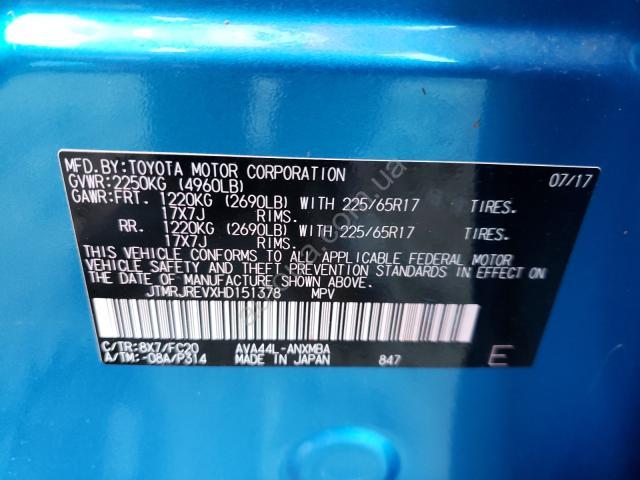 MFD.BY:TOYOTA MOTOR CORPORATION 07/17
GVWR:2250KG (4960LB)
GAWR:FRT. 1220KG (2690LB) WITH 225/65R17 TIRES.
17X7J RIMS.
RR. 1220KG (2690LB) WITH 225/65R17 TIRES.
17X7J RIMS.
THIS VEHICLE CONFORMS TO ALL APPLICABLE FEDERAL MOTOR
VEHICLE SAFETY AND THEFT PREVENTION STANDARDS IN EFFECT ON
THE DATE OF MANUFACTURE SHOWN ABOVE.
JTMRJREVXHD151378 MPV
C/TR:8X7/FC20 AVA44L-ANXMBA
A/TM:-08A/P314 MADE IN JAPAN 847 E